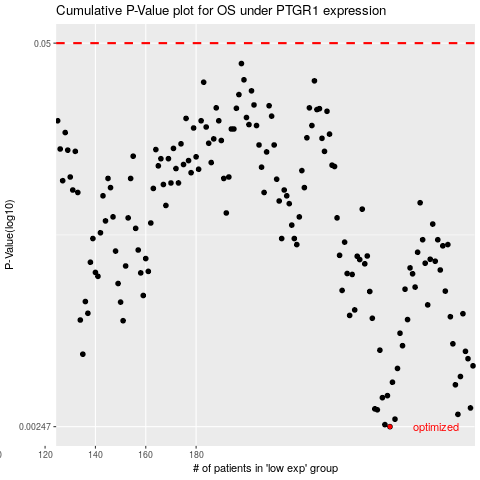 Cumulative P-Value plot for OS under PTGR1 expression
0.05
P-Value(log10)
0.00247
optimized
0 120 140 160 180
# of patients in 'low exp' group